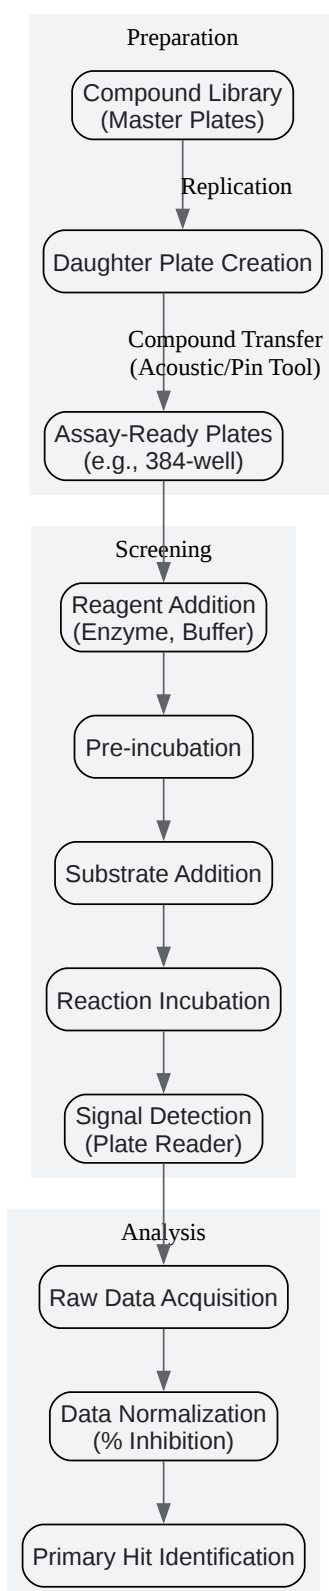 Preparation
Compound Library
(Master Plates)
Replication
Daughter Plate Creation
Compound Transfer
(Acoustic/Pin Tool)
Assay-Ready Plates
(e.g., 384-well)
Screening
Reagent Addition
(Enzyme, Buffer)
Pre-incubation
Substrate Addition
Reaction Incubation
Signal Detection
(Plate Reader)
Analysis
Raw Data Acquisition
Data Normalization
(% Inhibition)
Primary Hit Identification